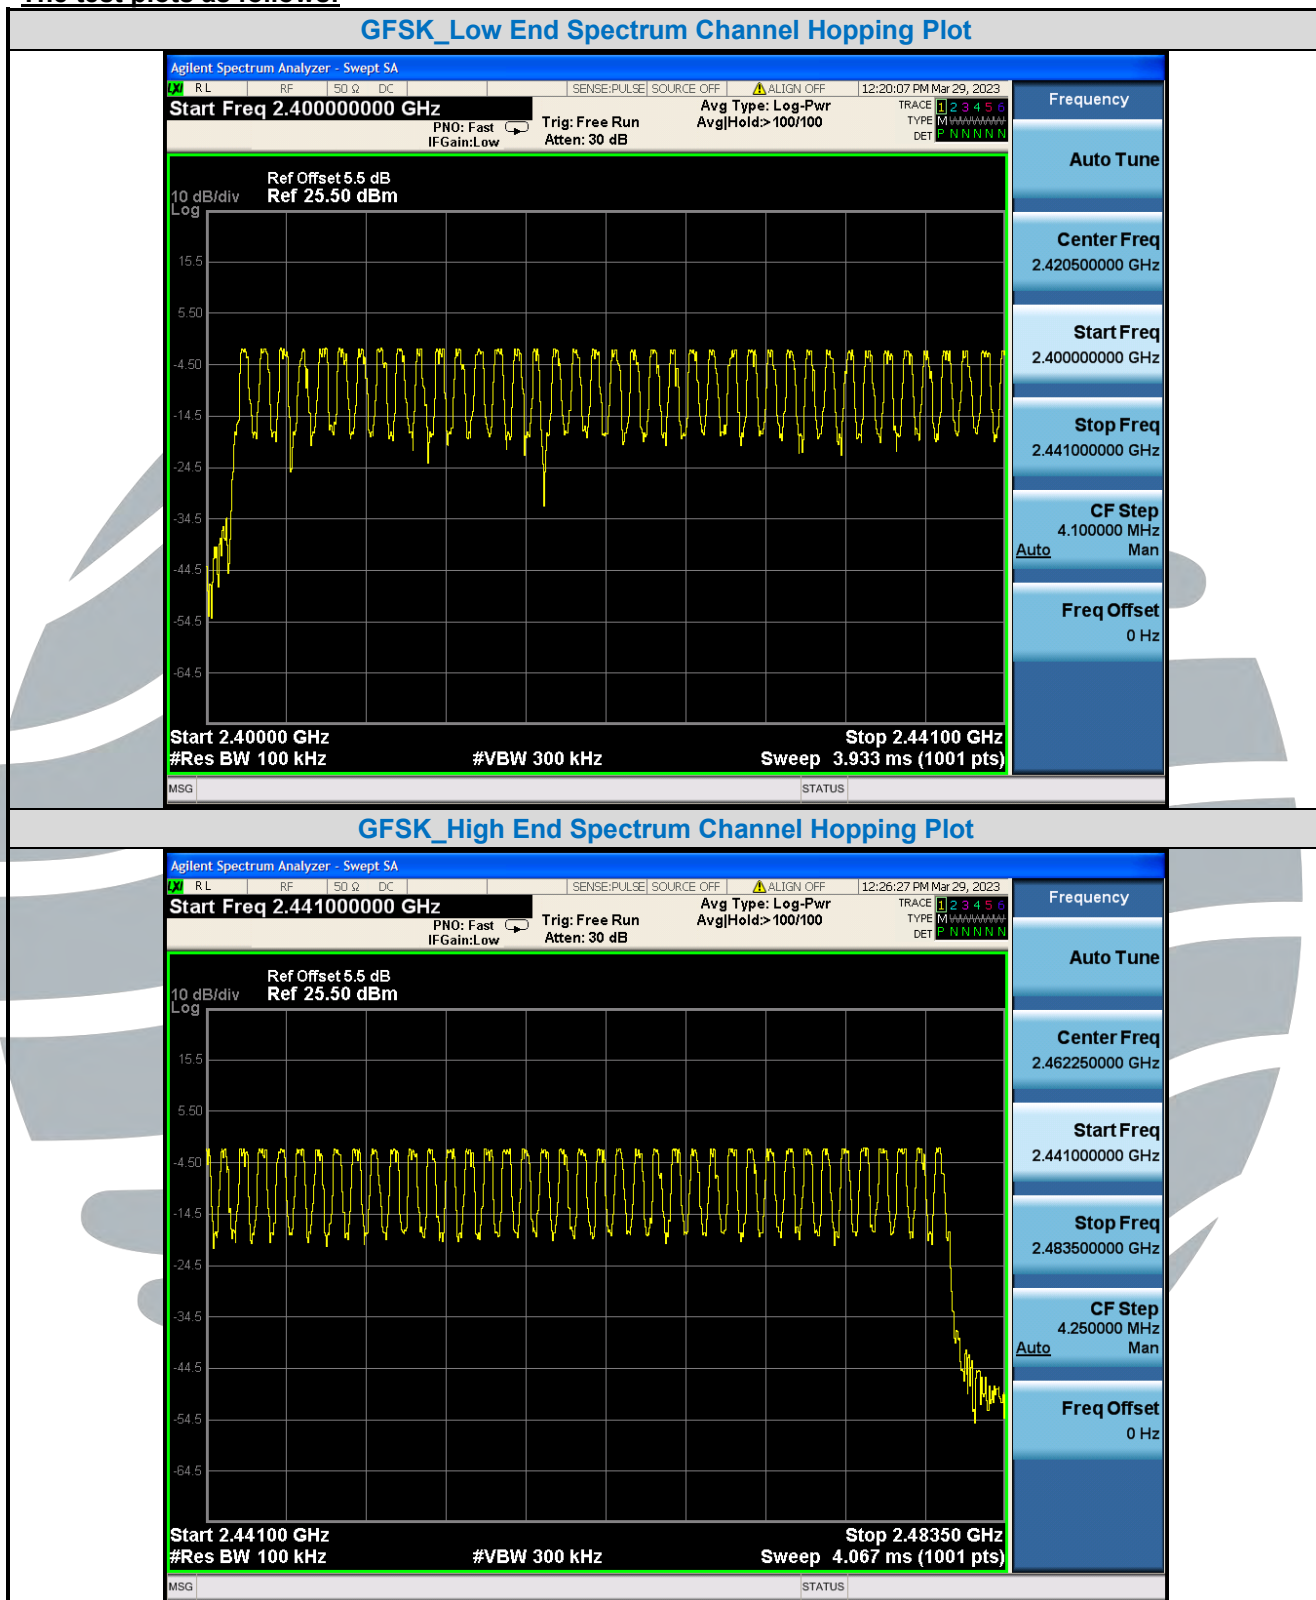 The test plots as follows:
GFSK_Low End Spectrum Channel Hopping Plot
Agilent Spectrum Analyzer - Swept SA
LXI RL RF 50 Ω DC SENSE:PULSE SOURCE OFF ALIGN OFF 12:20:07 PM Mar 29, 2023
Start Freq 2.400000000 GHz
PNO: Fast
IFGain:Low
Trig: Free Run
Atten: 30 dB
Avg Type: Log-Pwr
Avg|Hold:> 100/100
TRACE 1 2 3 4 5 6
TYPE M WWWWW
DET P N N N N N
Ref Offset 5.5 dB
10 dB/div Ref 25.50 dBm
Log
15.5
5.50
-4.50
-14.5
-24.5
-34.5
-44.5
-54.5
-64.5
Start 2.40000 GHz Stop 2.44100 GHz
#Res BW 100 kHz #VBW 300 kHz Sweep 3.933 ms (1001 pts)
MSG STATUS
Frequency
Auto Tune
Center Freq
2.420500000 GHz
Start Freq
2.400000000 GHz
Stop Freq
2.441000000 GHz
CF Step
4.100000 MHz
Auto Man
Freq Offset
0 Hz
GFSK_High End Spectrum Channel Hopping Plot
Agilent Spectrum Analyzer - Swept SA
LXI RL RF 50 Ω DC SENSE:PULSE SOURCE OFF ALIGN OFF 12:26:27 PM Mar 29, 2023
Start Freq 2.441000000 GHz
PNO: Fast
IFGain:Low
Trig: Free Run
Atten: 30 dB
Avg Type: Log-Pwr
Avg|Hold:> 100/100
TRACE 1 2 3 4 5 6
TYPE M WWWWW
DET P N N N N N
Ref Offset 5.5 dB
10 dB/div Ref 25.50 dBm
Log
15.5
5.50
-4.50
-14.5
-24.5
-34.5
-44.5
-54.5
-64.5
Start 2.44100 GHz Stop 2.48350 GHz
#Res BW 100 kHz #VBW 300 kHz Sweep 4.067 ms (1001 pts)
MSG STATUS
Frequency
Auto Tune
Center Freq
2.462250000 GHz
Start Freq
2.441000000 GHz
Stop Freq
2.483500000 GHz
CF Step
4.250000 MHz
Auto Man
Freq Offset
0 Hz